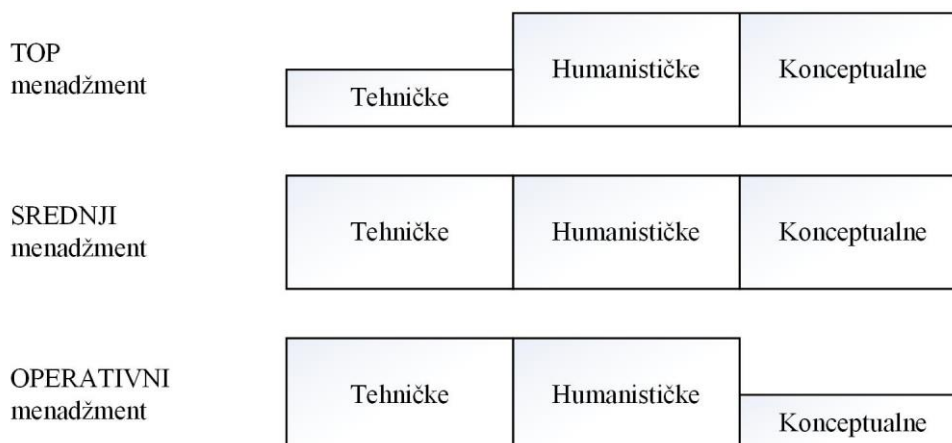 TOP
menadžment
Tehničke
Humanističke
Konceptualne
SREDNJI
menadžment
Tehničke
Humanističke
Konceptualne
OPERATIVNI
menadžment
Tehničke
Humanističke
Konceptualne